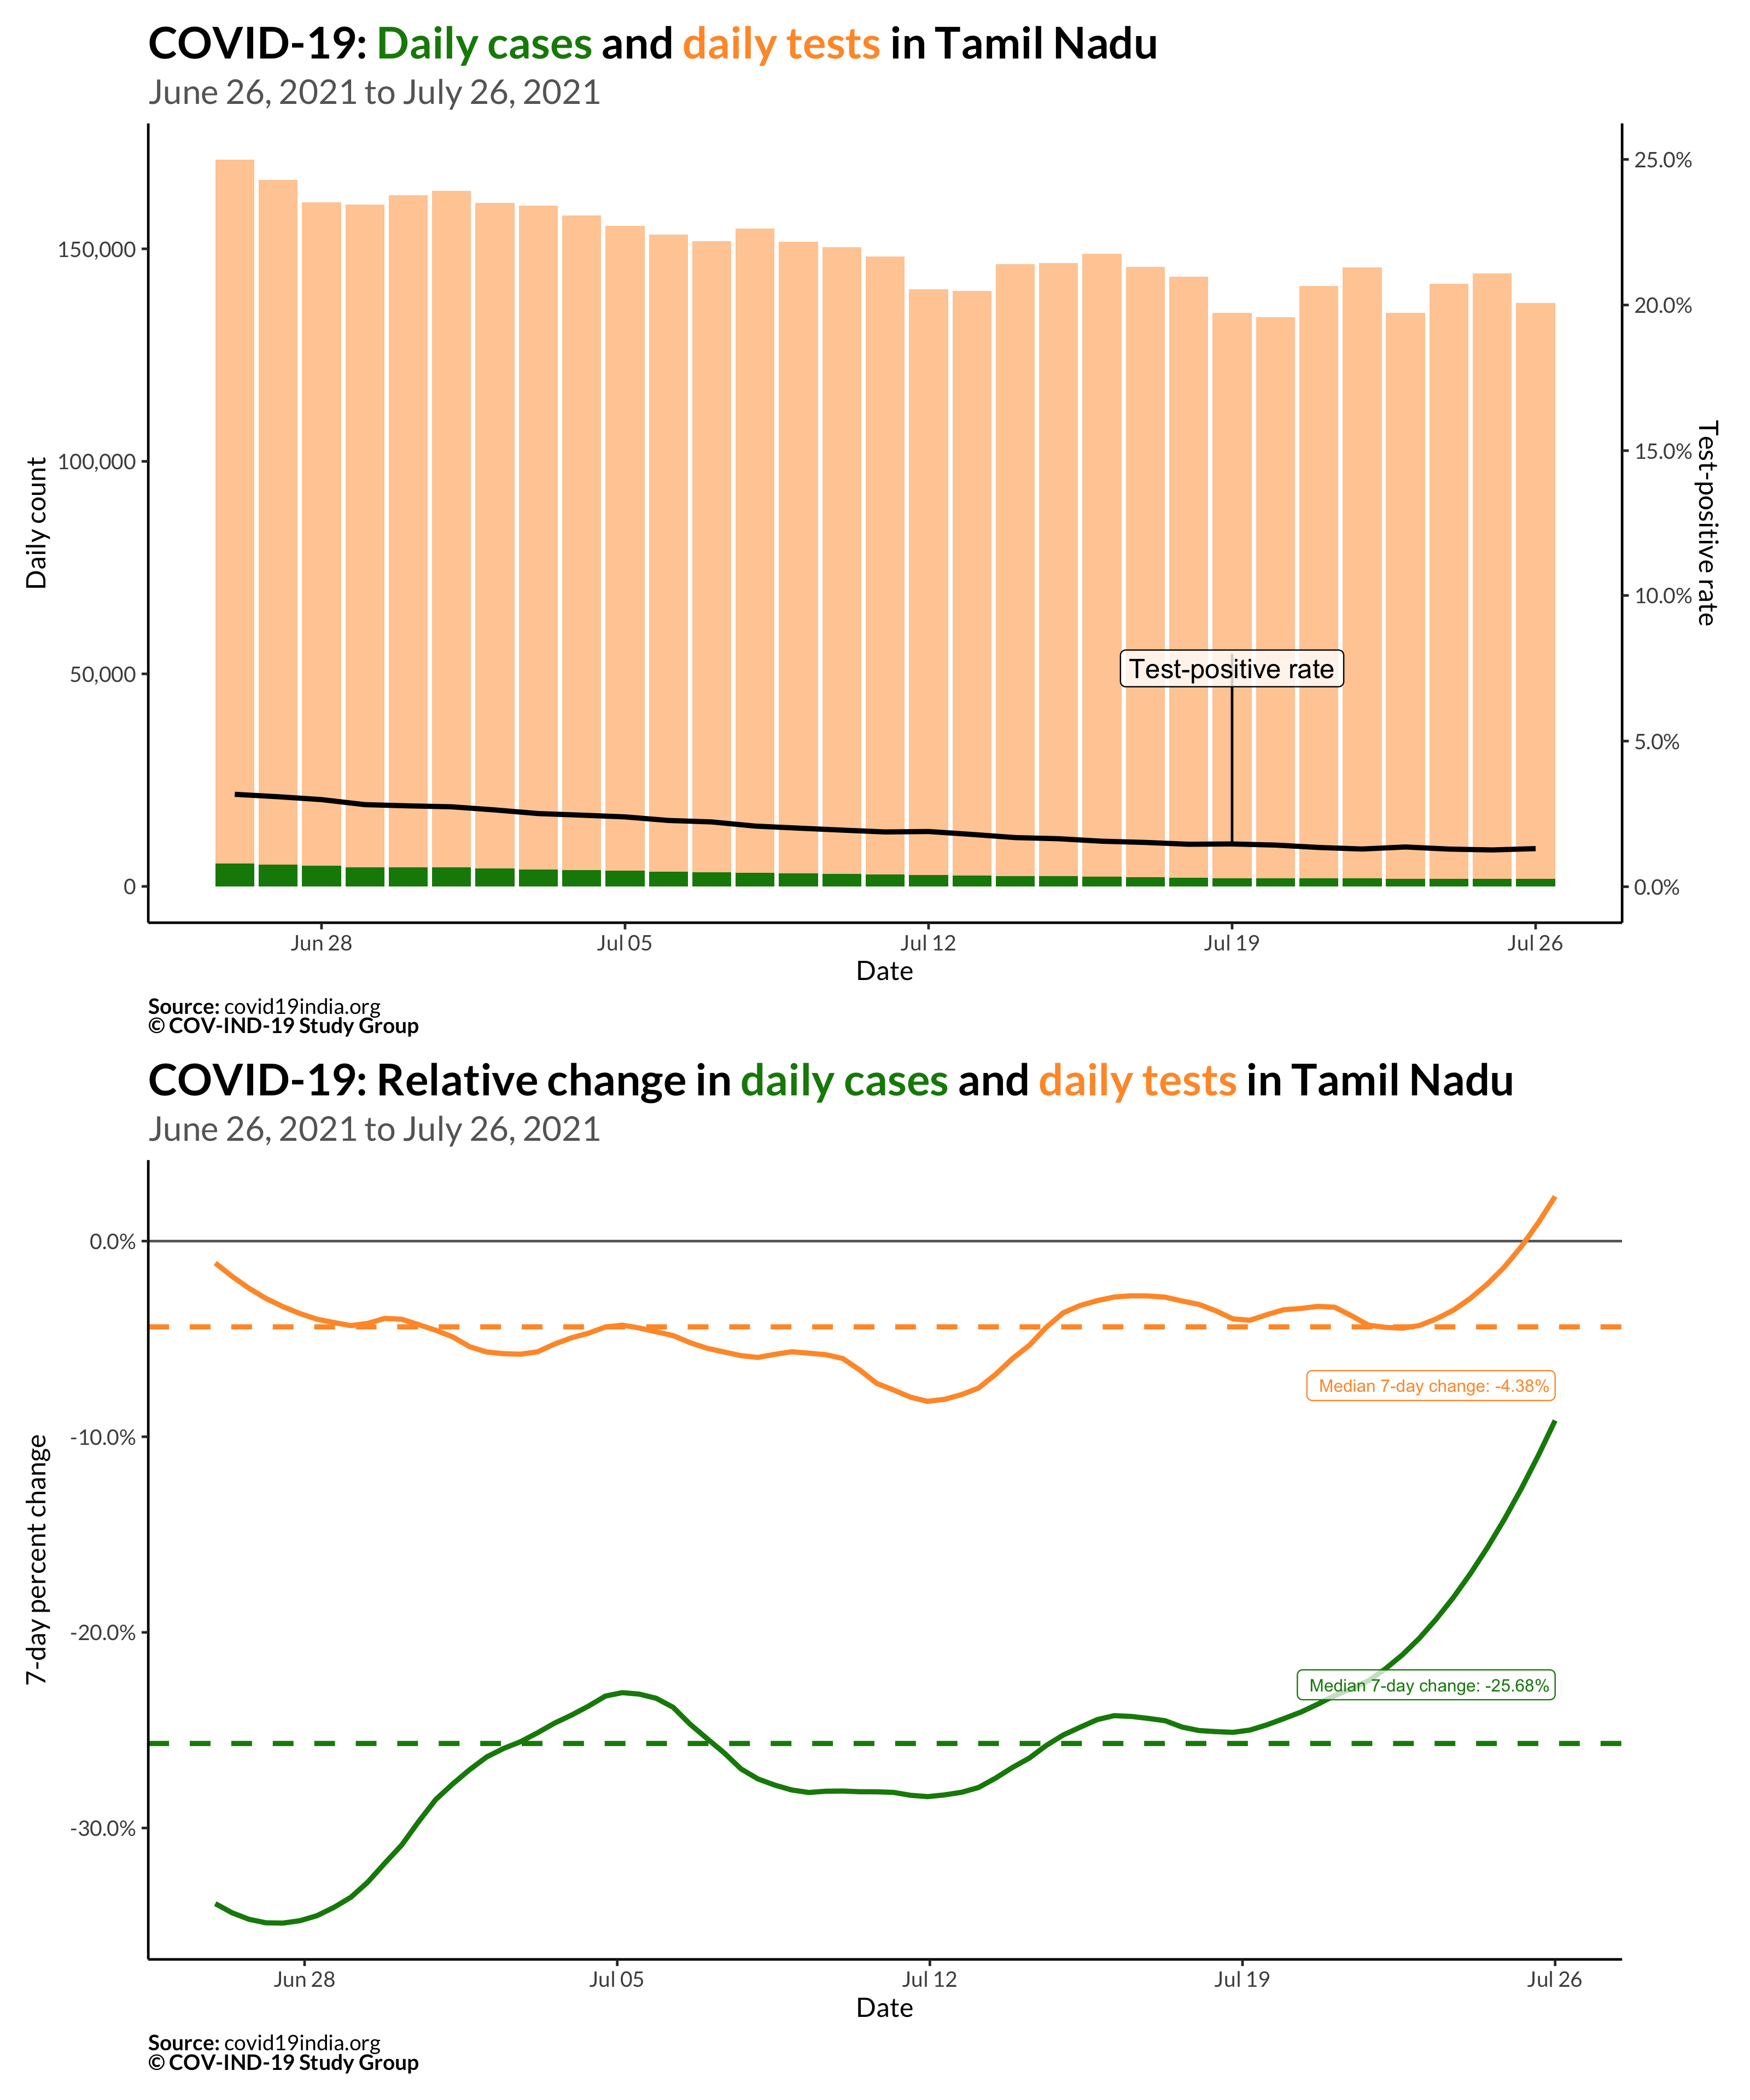 COVID-19: Daily cases and daily tests in Tamil Nadu
June 26, 2021 to July 26, 2021
Daily count
150,000
100,000
50,000
0
25.0%
20.0%
15.0%
10.0%
5.0%
0.0%
Test-positive rate
Test-positive rate
Jun 28
Jul 05
Jul 12
Jul 19
Jul 26
Date
Source: covid19india.org
© COV-IND-19 Study Group
COVID-19: Relative change in daily cases and daily tests in Tamil Nadu
June 26, 2021 to July 26, 2021
7-day percent change
0.0%
-10.0%
-20.0%
-30.0%
Median 7-day change: -4.38%
Median 7-day change: -25.68%
Jun 28
Jul 05
Jul 12
Jul 19
Jul 26
Date
Source: covid19india.org
© COV-IND-19 Study Group